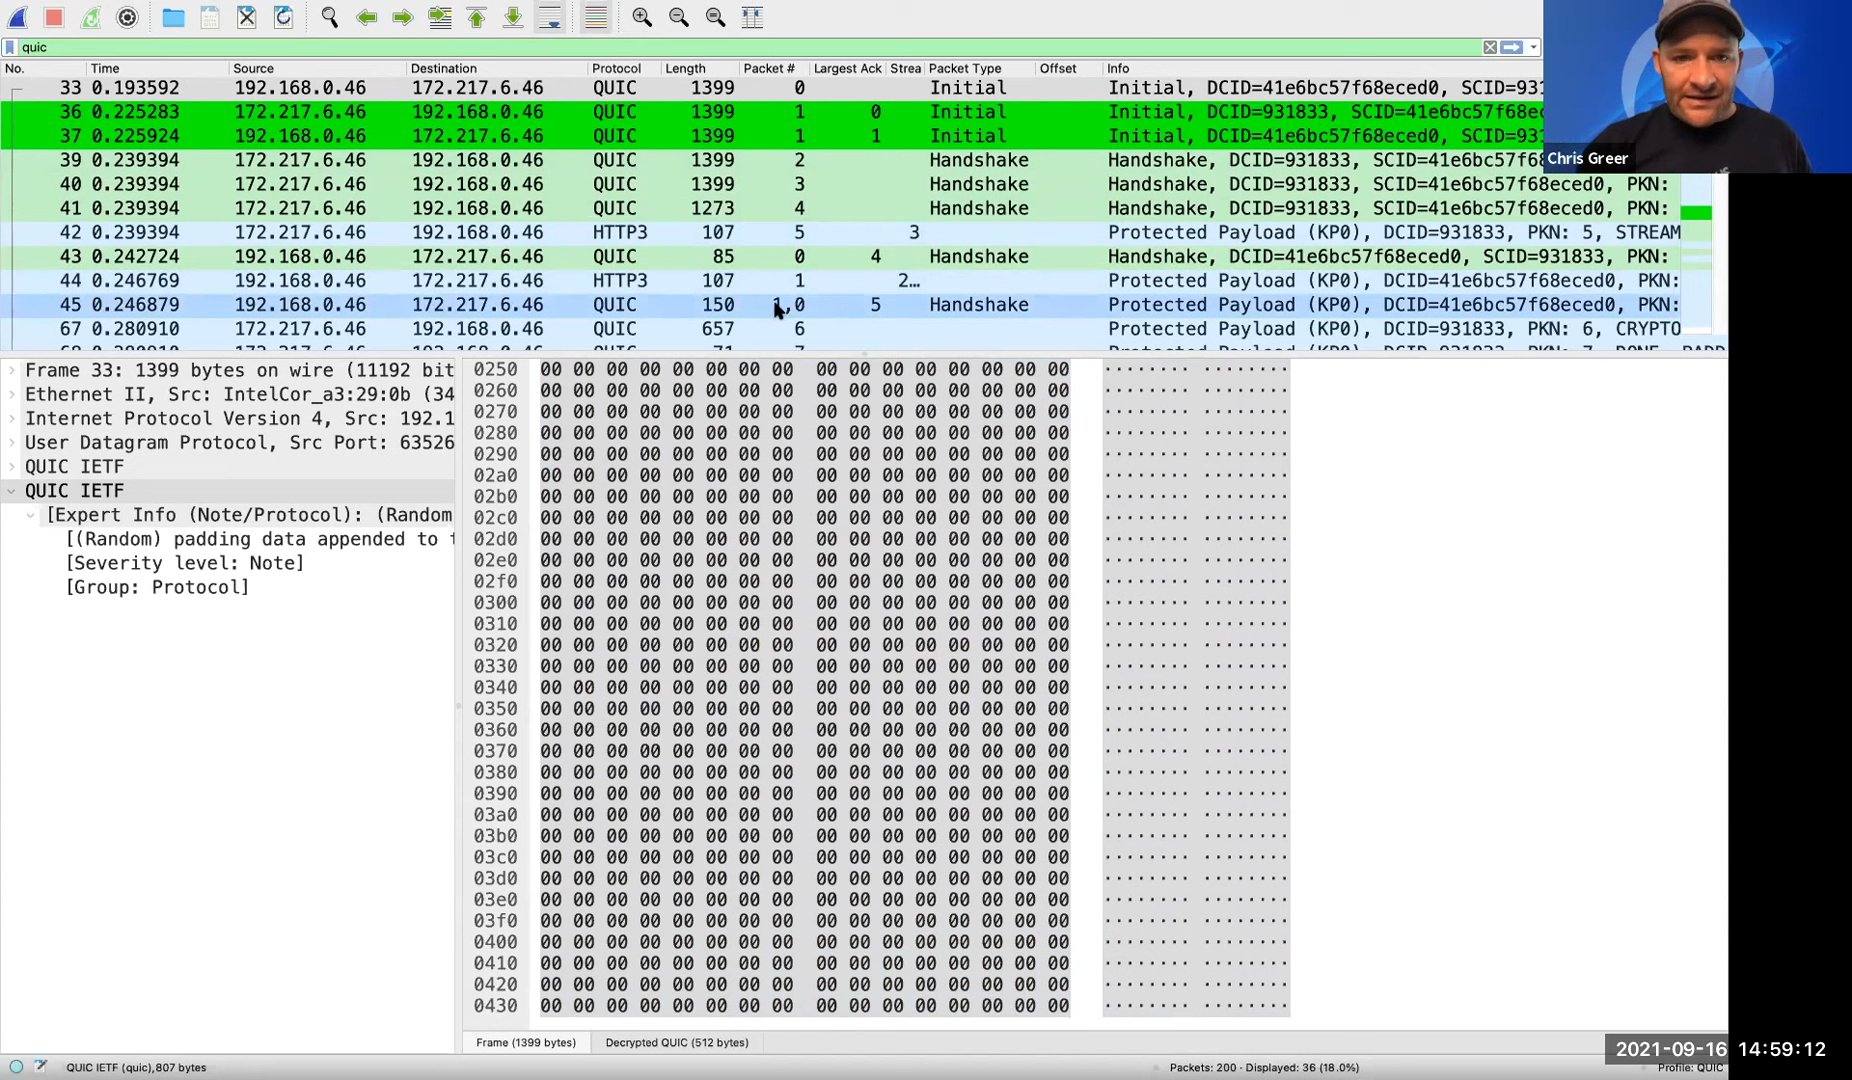 quic
No. Time Source Destination Protocol Length Packet # Largest Ack Strea Packet Type Offset Info
33 0.193592 192.168.0.46 172.217.6.46 QUIC 1399 0 Initial Initial, DCID=41e6bc57f68eced0, SCID=931
36 0.225283 172.217.6.46 192.168.0.46 QUIC 1399 1 0 Initial Initial, DCID=931833, SCID=41e6bc57f68eced
37 0.225924 192.168.0.46 172.217.6.46 QUIC 1399 1 1 Initial Initial, DCID=41e6bc57f68eced0, SCID=931
39 0.239394 172.217.6.46 192.168.0.46 QUIC 1399 2 Handshake Handshake, DCID=931833, SCID=41e6bc57f68
40 0.239394 172.217.6.46 192.168.0.46 QUIC 1399 3 Handshake Handshake, DCID=931833, SCID=41e6bc57f68eced0, PKN:
41 0.239394 172.217.6.46 192.168.0.46 QUIC 1273 4 Handshake Handshake, DCID=931833, SCID=41e6bc57f68eced0, PKN:
42 0.239394 172.217.6.46 192.168.0.46 HTTP3 107 5 3 Protected Payload (KP0), DCID=931833, PKN: 5, STREAM
43 0.242724 192.168.0.46 172.217.6.46 QUIC 85 0 4 Handshake Handshake, DCID=41e6bc57f68eced0, SCID=931833, PKN:
44 0.246769 192.168.0.46 172.217.6.46 HTTP3 107 1 2… Protected Payload (KP0), DCID=41e6bc57f68eced0, PKN:
45 0.246879 192.168.0.46 172.217.6.46 QUIC 150 1,0 5 Handshake Protected Payload (KP0), DCID=41e6bc57f68eced0, PKN:
67 0.280910 172.217.6.46 192.168.0.46 QUIC 657 6 Protected Payload (KP0), DCID=931833, PKN: 6, CRYPTO
Chris Greer
Frame 33: 1399 bytes on wire (11192 bit
Ethernet II, Src: IntelCor_a3:29:0b (34
Internet Protocol Version 4, Src: 192.1
User Datagram Protocol, Src Port: 63526
QUIC IETF
QUIC IETF
[Expert Info (Note/Protocol): (Random
[(Random) padding data appended to t
[Severity level: Note]
[Group: Protocol]
0250 00 00 00 00 00 00 00 00 00 00 00 00 00 00 00 00 ········ ········
0260 00 00 00 00 00 00 00 00 00 00 00 00 00 00 00 00 ········ ········
0270 00 00 00 00 00 00 00 00 00 00 00 00 00 00 00 00 ········ ········
0280 00 00 00 00 00 00 00 00 00 00 00 00 00 00 00 00 ········ ········
0290 00 00 00 00 00 00 00 00 00 00 00 00 00 00 00 00 ········ ········
02a0 00 00 00 00 00 00 00 00 00 00 00 00 00 00 00 00 ········ ········
02b0 00 00 00 00 00 00 00 00 00 00 00 00 00 00 00 00 ········ ········
02c0 00 00 00 00 00 00 00 00 00 00 00 00 00 00 00 00 ········ ········
02d0 00 00 00 00 00 00 00 00 00 00 00 00 00 00 00 00 ········ ········
02e0 00 00 00 00 00 00 00 00 00 00 00 00 00 00 00 00 ········ ········
02f0 00 00 00 00 00 00 00 00 00 00 00 00 00 00 00 00 ········ ········
0300 00 00 00 00 00 00 00 00 00 00 00 00 00 00 00 00 ········ ········
0310 00 00 00 00 00 00 00 00 00 00 00 00 00 00 00 00 ········ ········
0320 00 00 00 00 00 00 00 00 00 00 00 00 00 00 00 00 ········ ········
0330 00 00 00 00 00 00 00 00 00 00 00 00 00 00 00 00 ········ ········
0340 00 00 00 00 00 00 00 00 00 00 00 00 00 00 00 00 ········ ········
0350 00 00 00 00 00 00 00 00 00 00 00 00 00 00 00 00 ········ ········
0360 00 00 00 00 00 00 00 00 00 00 00 00 00 00 00 00 ········ ········
0370 00 00 00 00 00 00 00 00 00 00 00 00 00 00 00 00 ········ ········
0380 00 00 00 00 00 00 00 00 00 00 00 00 00 00 00 00 ········ ········
0390 00 00 00 00 00 00 00 00 00 00 00 00 00 00 00 00 ········ ········
03a0 00 00 00 00 00 00 00 00 00 00 00 00 00 00 00 00 ········ ········
03b0 00 00 00 00 00 00 00 00 00 00 00 00 00 00 00 00 ········ ········
03c0 00 00 00 00 00 00 00 00 00 00 00 00 00 00 00 00 ········ ········
03d0 00 00 00 00 00 00 00 00 00 00 00 00 00 00 00 00 ········ ········
03e0 00 00 00 00 00 00 00 00 00 00 00 00 00 00 00 00 ········ ········
03f0 00 00 00 00 00 00 00 00 00 00 00 00 00 00 00 00 ········ ········
0400 00 00 00 00 00 00 00 00 00 00 00 00 00 00 00 00 ········ ········
0410 00 00 00 00 00 00 00 00 00 00 00 00 00 00 00 00 ········ ········
0420 00 00 00 00 00 00 00 00 00 00 00 00 00 00 00 00 ········ ········
0430 00 00 00 00 00 00 00 00 00 00 00 00 00 00 00 00 ········ ········
Frame (1399 bytes) Decrypted QUIC (512 bytes)
2021-09-16 14:59:12
QUIC IETF (quic), 807 bytes Packets: 200 · Displayed: 36 (18.0%) Profile: QUIC